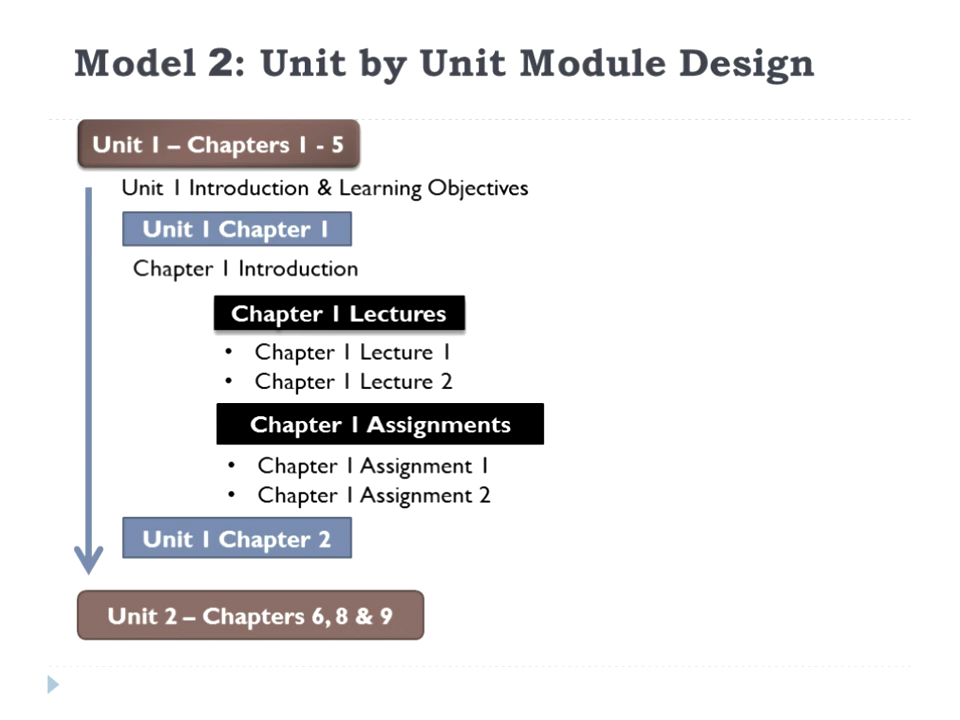 Model 2: Unit by Unit Module Design
Unit 1 – Chapters 1 - 5
Unit 1 Introduction & Learning Objectives
Unit 1 Chapter 1
Chapter 1 Introduction
Chapter 1 Lectures
• Chapter 1 Lecture 1
• Chapter 1 Lecture 2
Chapter 1 Assignments
• Chapter 1 Assignment 1
• Chapter 1 Assignment 2
Unit 1 Chapter 2
Unit 2 – Chapters 6, 8 & 9